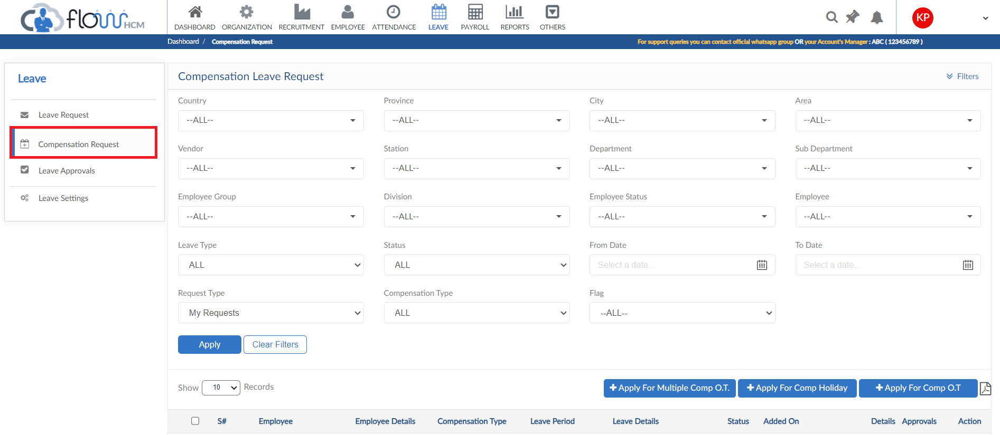 flowHCM
DASHBOARD ORGANIZATION RECRUITMENT EMPLOYEE ATTENDANCE LEAVE PAYROLL REPORTS OTHERS
KP
Dashboard / Compensation Request
For support queries you can contact official whatsapp group OR your Account's Manager : ABC ( 123456789 )
Leave
Leave Request
Compensation Request
Leave Approvals
Leave Settings
Compensation Leave Request
Filters
Country Province City Area
--ALL-- --ALL-- --ALL-- --ALL--
Vendor Station Department Sub Department
--ALL-- --ALL-- --ALL-- --ALL--
Employee Group Division Employee Status Employee
--ALL-- --ALL-- --ALL-- --ALL--
Leave Type Status From Date To Date
ALL ALL Select a date... Select a date...
Request Type Compensation Type Flag
My Requests ALL --ALL--
Apply Clear Filters
Show 10 Records
Apply For Multiple Comp O.T. Apply For Comp Holiday Apply For Comp O.T
S# Employee Employee Details Compensation Type Leave Period Leave Details Status Added On Details Approvals Action